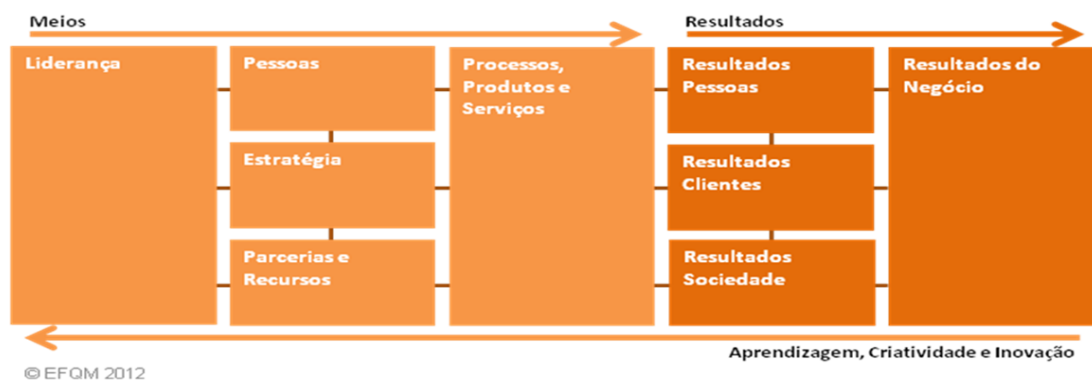 Meios
Resultados
Liderança
Pessoas
Estratégia
Parcerias e
Recursos
Processos,
Produtos e
Serviços
Resultados
Pessoas
Resultados
Clientes
Resultados
Sociedade
Resultados do
Negócio
Aprendizagem, Criatividade e Inovação
© EFQM 2012